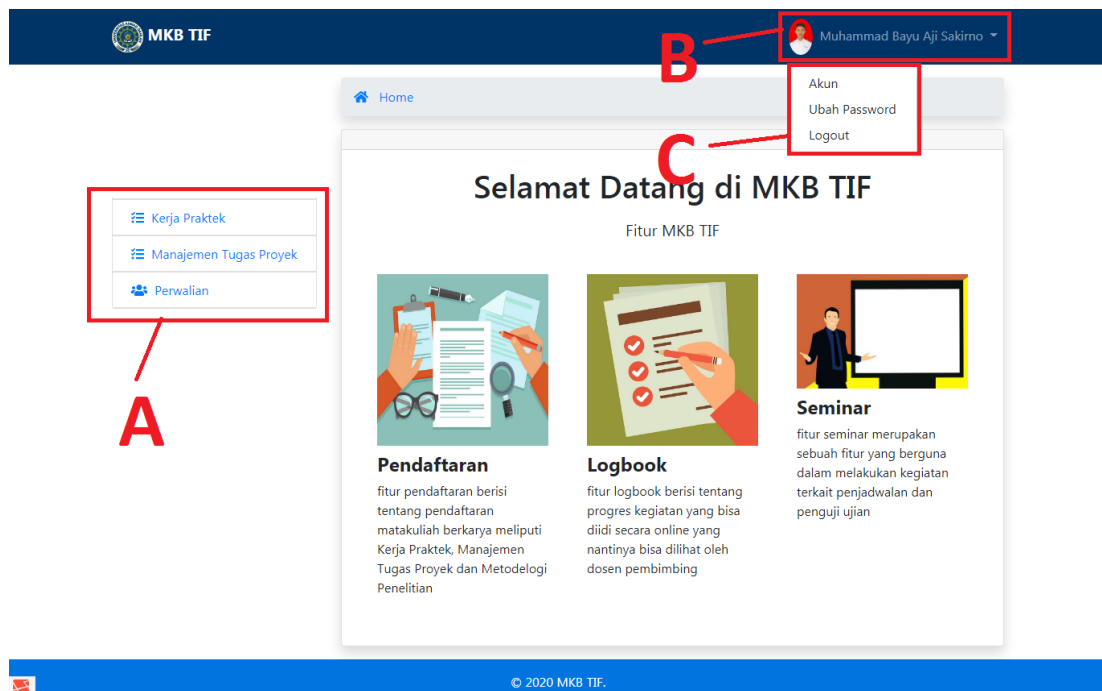 MKB TIF
B
Muhammad Bayu Aji Sakirno
Home
Akun
Ubah Password
Logout
C
Kerja Praktek
Manajemen Tugas Proyek
Perwalian
A
Selamat Datang di MKB TIF
Fitur MKB TIF
Pendaftaran
fitur pendaftaran berisi
tentang pendaftaran
matakuliah berkarya meliputi
Kerja Praktek, Manajemen
Tugas Proyek dan Metodelogi
Penelitian
Logbook
fitur logbook berisi tentang
progres kegiatan yang bisa
diidi secara online yang
nantinya bisa dilihat oleh
dosen pembimbing
Seminar
fitur seminar merupakan
sebuah fitur yang berguna
dalam melakukan kegiatan
terkait penjadwalan dan
penguji ujian
© 2020 MKB TIF.